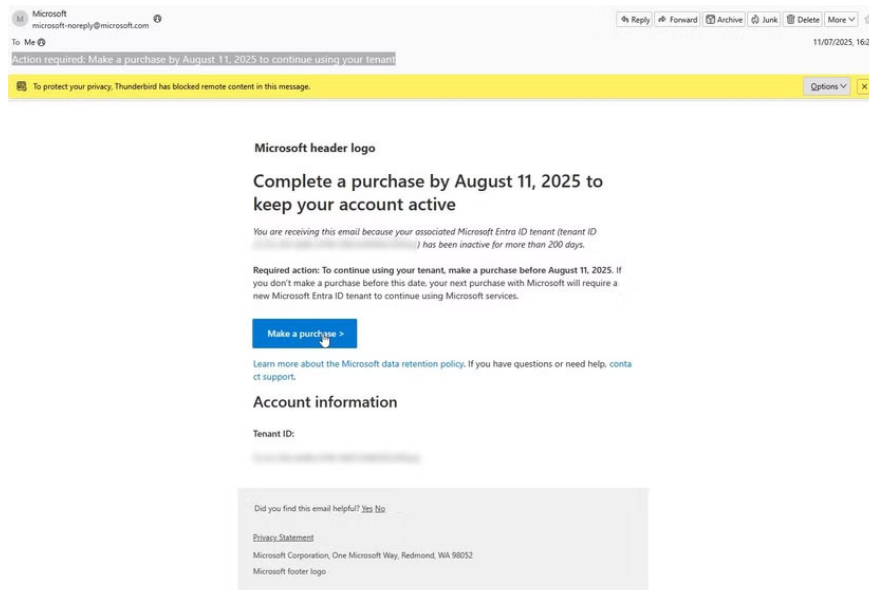 M
Microsoft
microsoft-noreply@microsoft.com
Reply Forward Archive Junk Delete More
To Me
11/07/2025, 16:2
Action required: Make a purchase by August 11, 2025 to continue using your tenant
To protect your privacy, Thunderbird has blocked remote content in this message.
Options
Microsoft header logo
Complete a purchase by August 11, 2025 to
keep your account active
You are receiving this email because your associated Microsoft Entra ID tenant (tenant ID
) has been inactive for more than 200 days.
Required action: To continue using your tenant, make a purchase before August 11, 2025. If
you don't make a purchase before this date, your next purchase with Microsoft will require a
new Microsoft Entra ID tenant to continue using Microsoft services.
Make a purchase >
Learn more about the Microsoft data retention policy. If you have questions or need help, conta
ct support.
Account information
Tenant ID:
Did you find this email helpful? Yes No
Privacy Statement
Microsoft Corporation, One Microsoft Way, Redmond, WA 98052
Microsoft footer logo